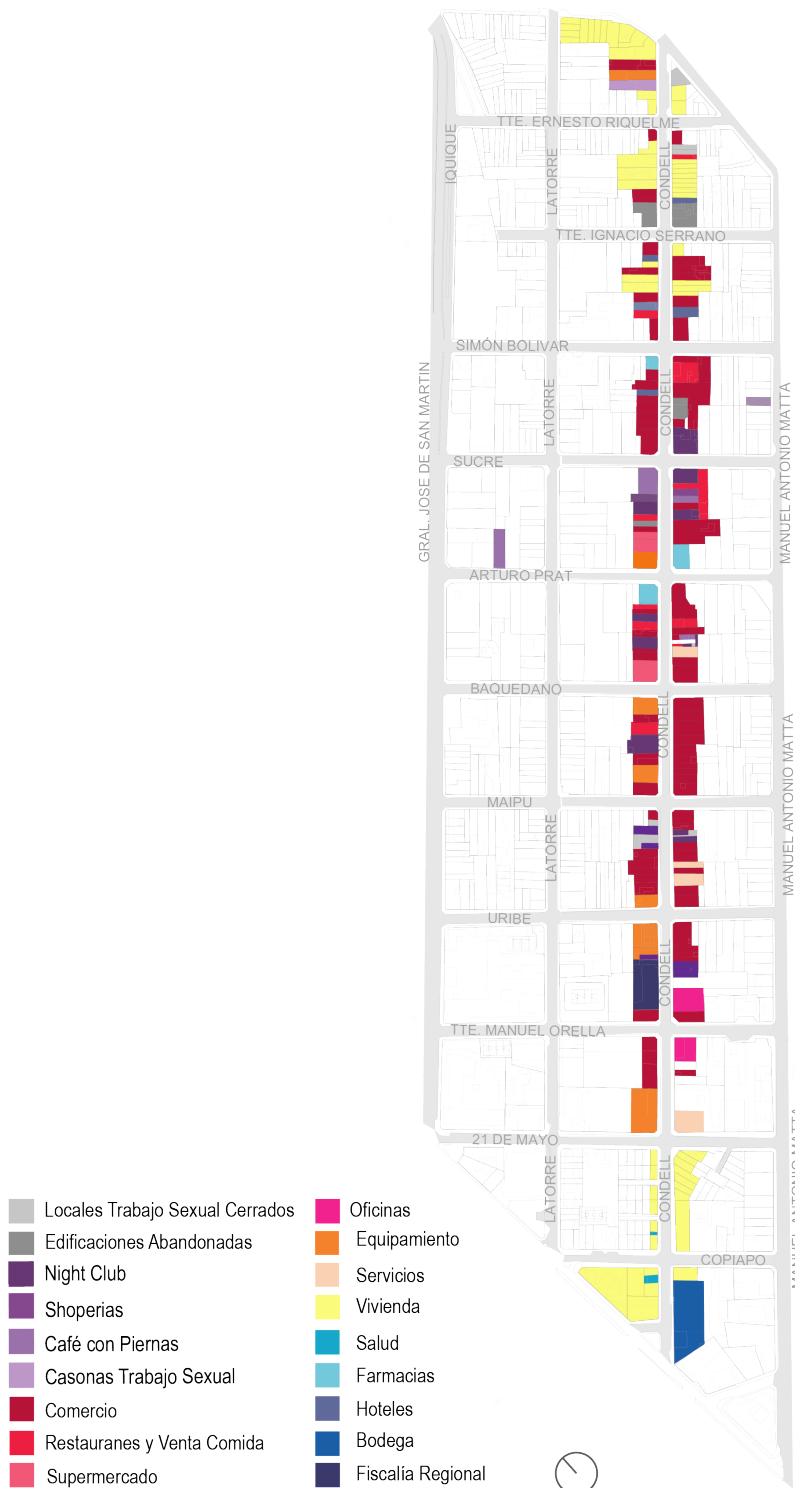 TTE. ERNESTO RIQUELME
IQUIQUE
LATORRE
CONDELL
TTE. IGNACIO SERRANO
SIMÓN BOLIVAR
GRAL. JOSE DE SAN MARTIN
LATORRE
CONDELL
MANUEL ANTONIO MATTA
SUCRE
ARTURO PRAT
BAQUEDANO
CONDELL
MANUEL ANTONIO MATTA
MAIPU
LATORRE
URIBE
CONDELL
TTE. MANUEL ORELLA
MANUEL ANTONIO MATTA
21 DE MAYO
LATORRE
CONDELL
COPIAPO
Locales Trabajo Sexual Cerrados
Edificaciones Abandonadas
Night Club
Shoperias
Café con Piernas
Casonas Trabajo Sexual
Comercio
Restauranes y Venta Comida
Supermercado
Oficinas
Equipamiento
Servicios
Vivienda
Salud
Farmacias
Hoteles
Bodega
Fiscalía Regional